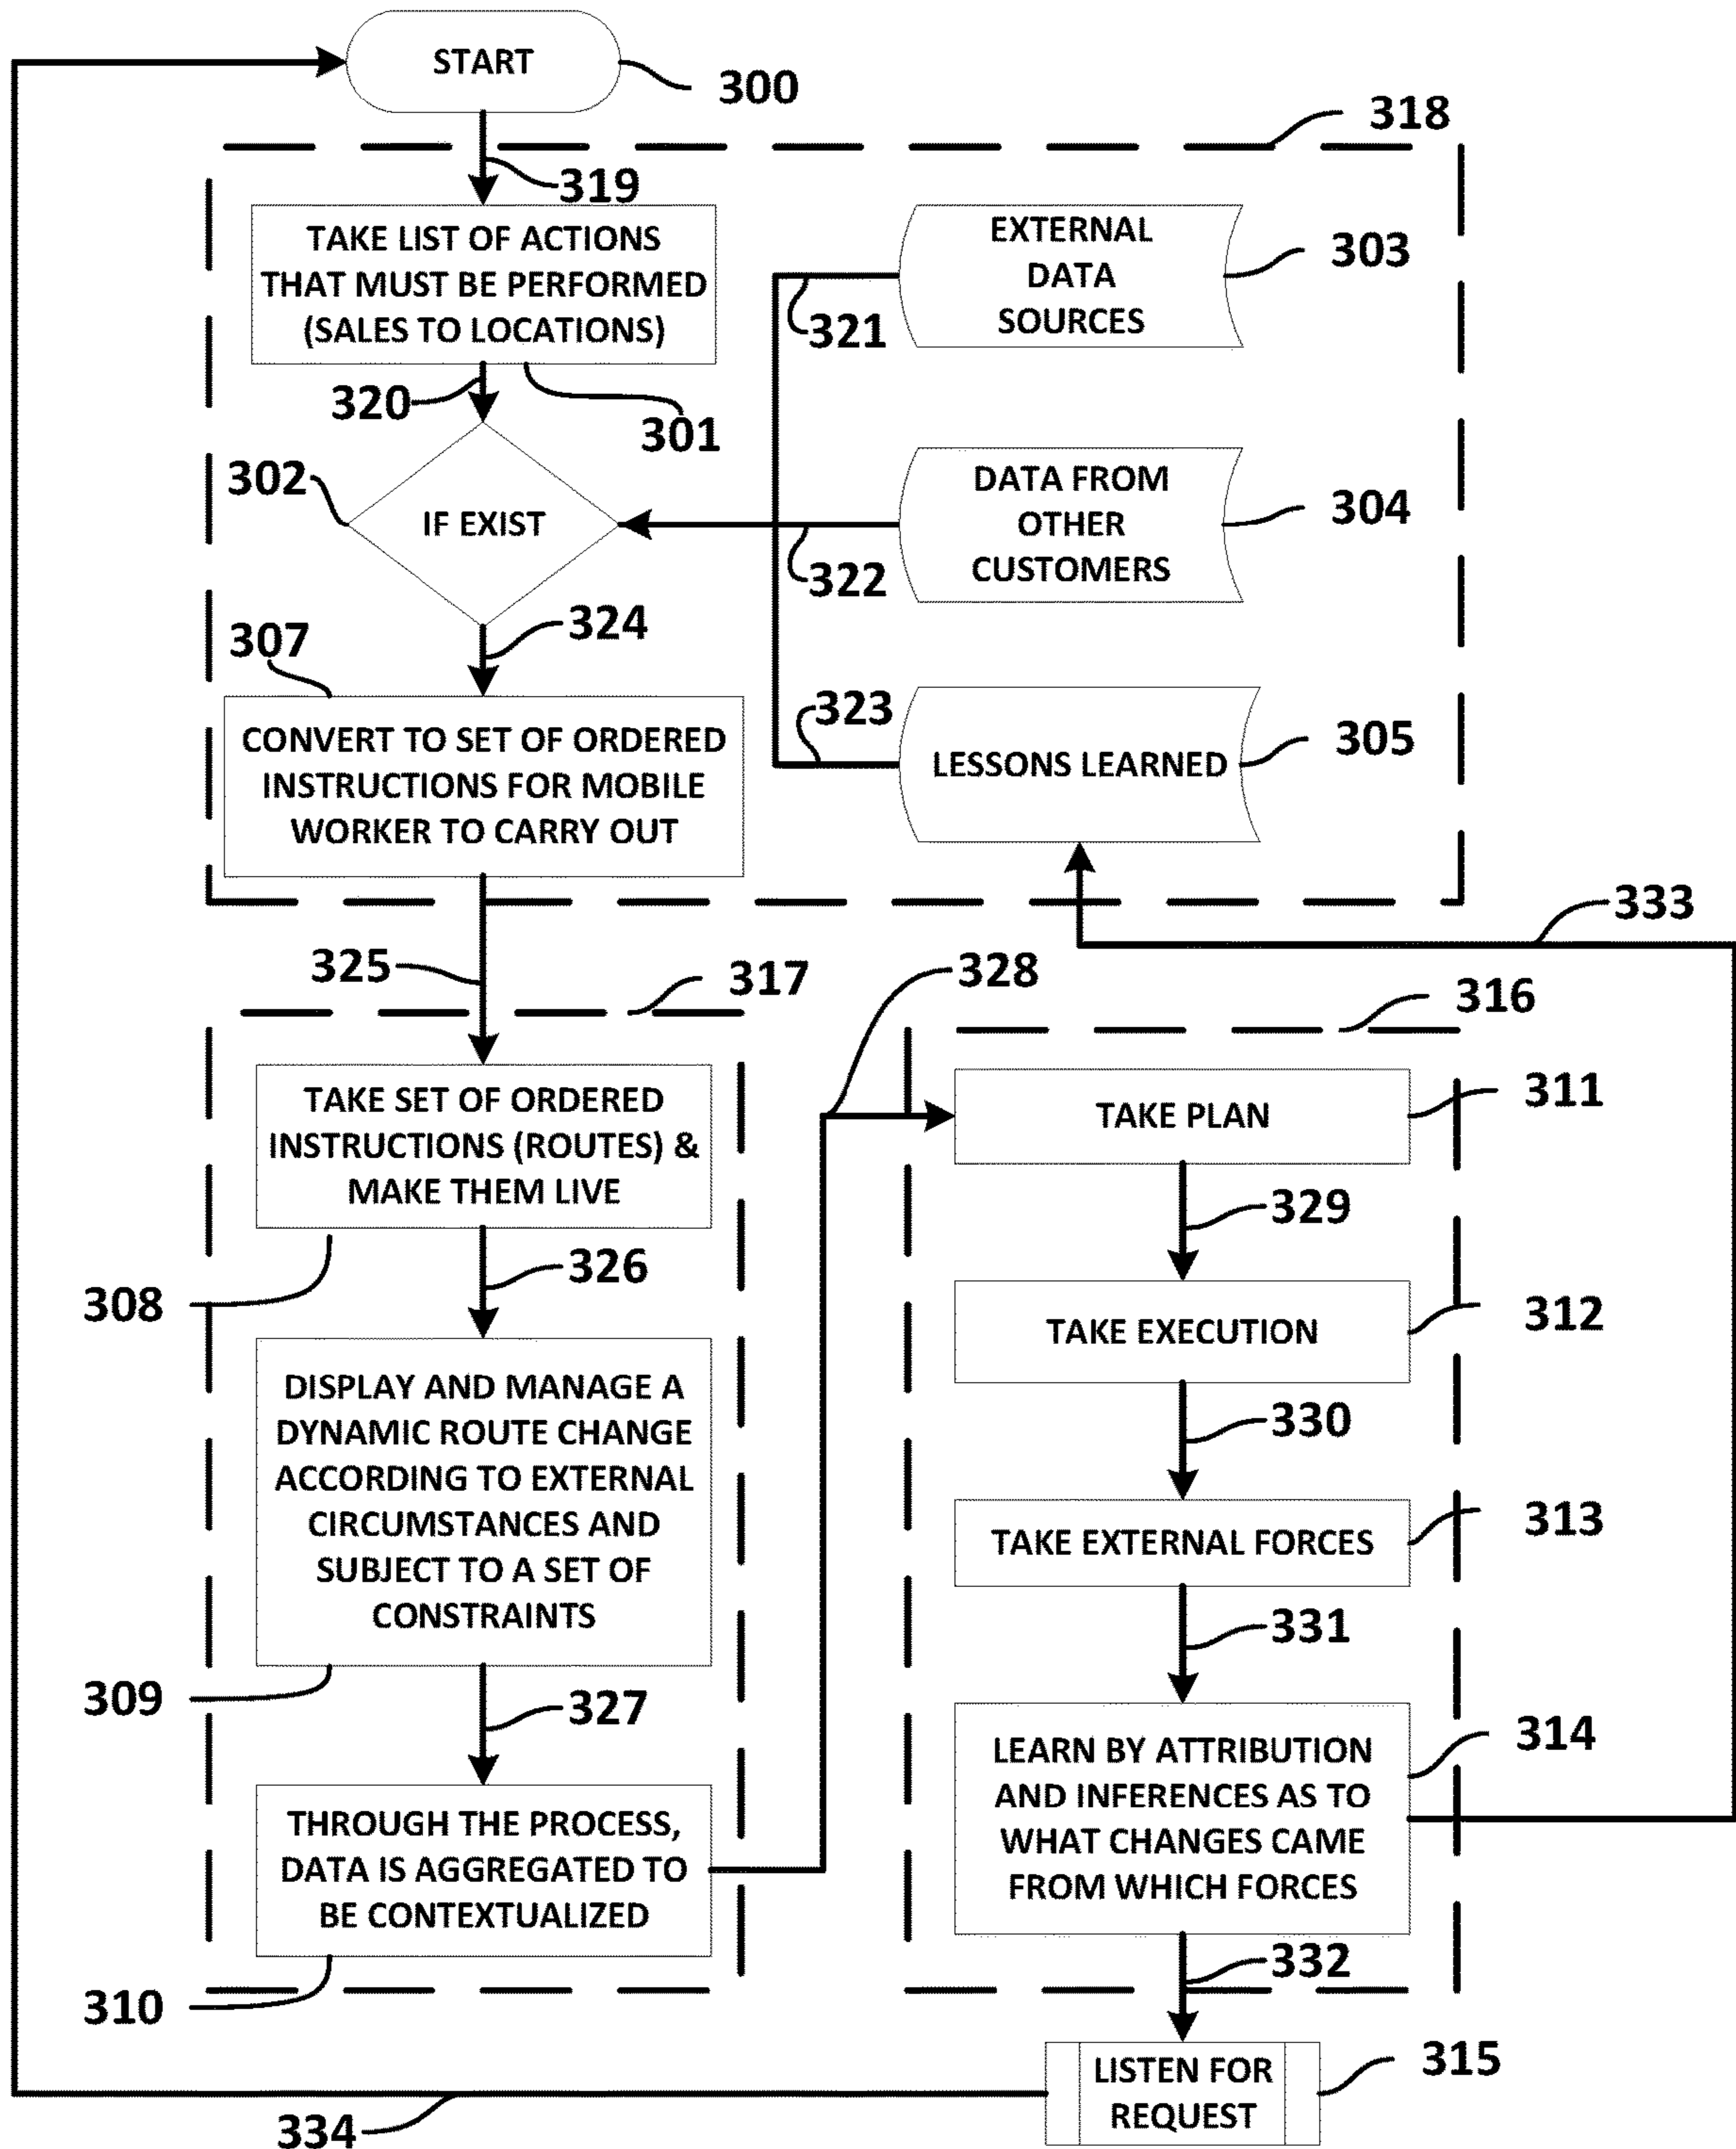 START
300
318
319
TAKE LIST OF ACTIONS
THAT MUST BE PERFORMED
(SALES TO LOCATIONS)
EXTERNAL
DATA
SOURCES
303
321
320
301
302
IF EXIST
DATA FROM
OTHER
CUSTOMERS
304
322
324
307
CONVERT TO SET OF ORDERED
INSTRUCTIONS FOR MOBILE
WORKER TO CARRY OUT
323
LESSONS LEARNED
305
333
325
317
328
316
TAKE SET OF ORDERED
INSTRUCTIONS (ROUTES) &
MAKE THEM LIVE
308
326
DISPLAY AND MANAGE A
DYNAMIC ROUTE CHANGE
ACCORDING TO EXTERNAL
CIRCUMSTANCES AND
SUBJECT TO A SET OF
CONSTRAINTS
309
327
THROUGH THE PROCESS,
DATA IS AGGREGATED TO
BE CONTEXTUALIZED
310
TAKE PLAN
311
329
TAKE EXECUTION
312
330
TAKE EXTERNAL FORCES
313
331
LEARN BY ATTRIBUTION
AND INFERENCES AS TO
WHAT CHANGES CAME
FROM WHICH FORCES
314
332
LISTEN FOR
REQUEST
315
334